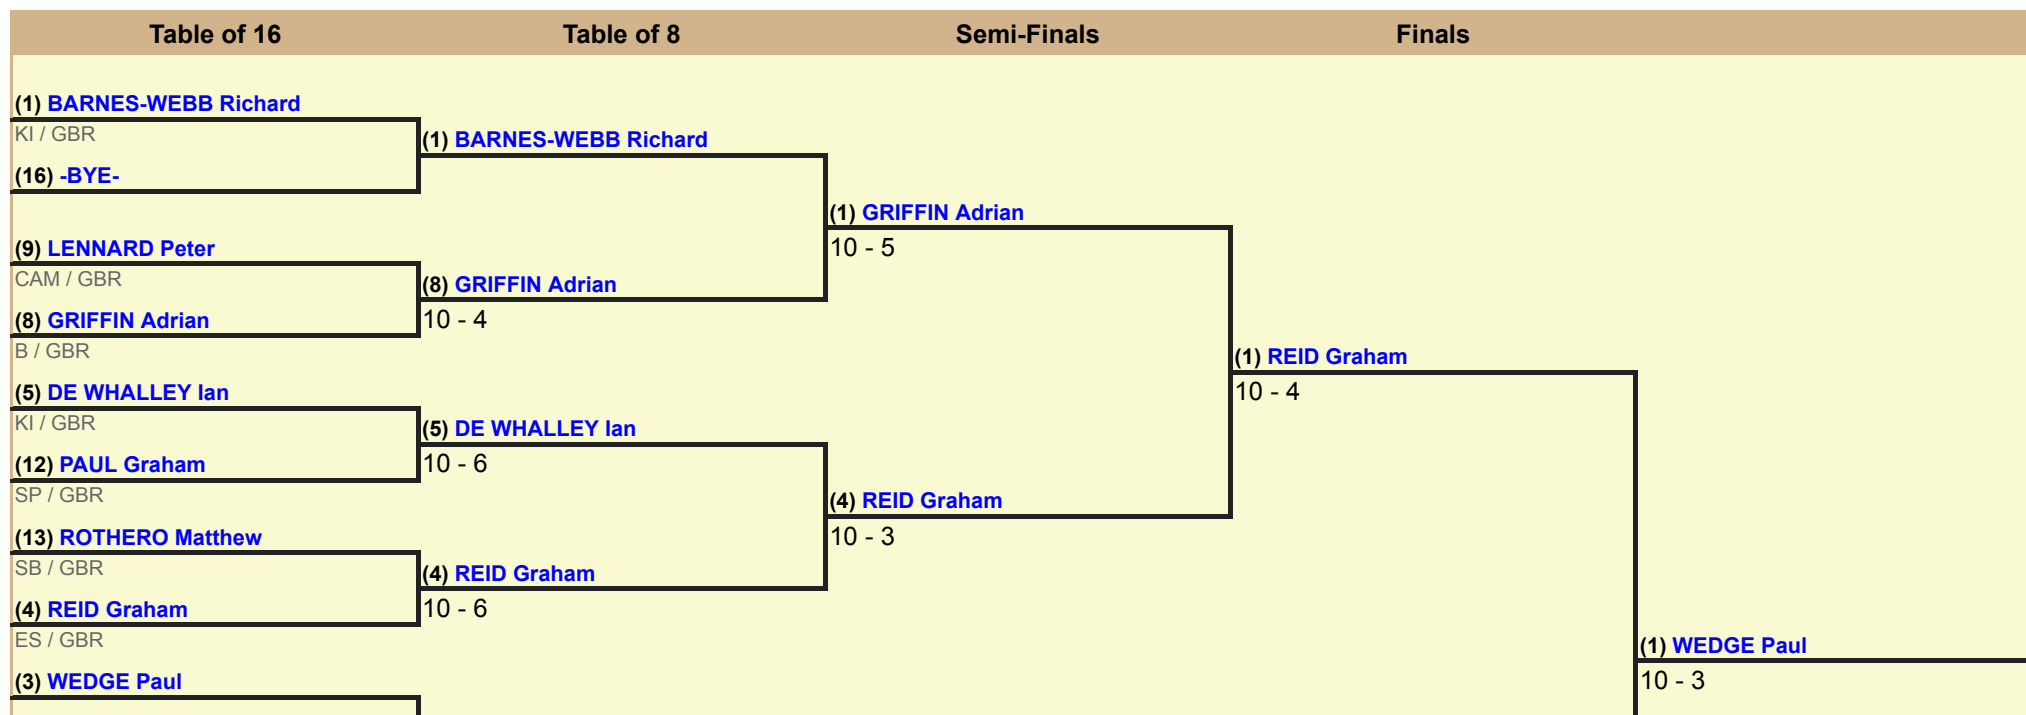 Table of 16 Table of 8 Semi-Finals Finals
(1) BARNES-WEBB Richard
KI / GBR
(1) BARNES-WEBB Richard
(16) -BYE-
(1) GRIFFIN Adrian
10 - 5
(9) LENNARD Peter
CAM / GBR
(8) GRIFFIN Adrian
10 - 4
(8) GRIFFIN Adrian
B / GBR
(1) REID Graham
10 - 4
(5) DE WHALLEY Ian
KI / GBR
(5) DE WHALLEY Ian
10 - 6
(12) PAUL Graham
SP / GBR
(4) REID Graham
10 - 3
(13) ROTHERO Matthew
SB / GBR
(4) REID Graham
10 - 6
(4) REID Graham
ES / GBR
(1) WEDGE Paul
10 - 3
(3) WEDGE Paul